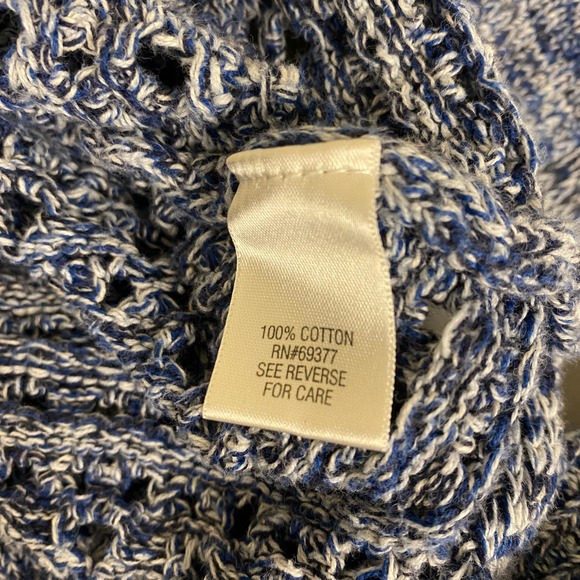 100% COTTON
RN#69377
SEE REVERSE
FOR CARE